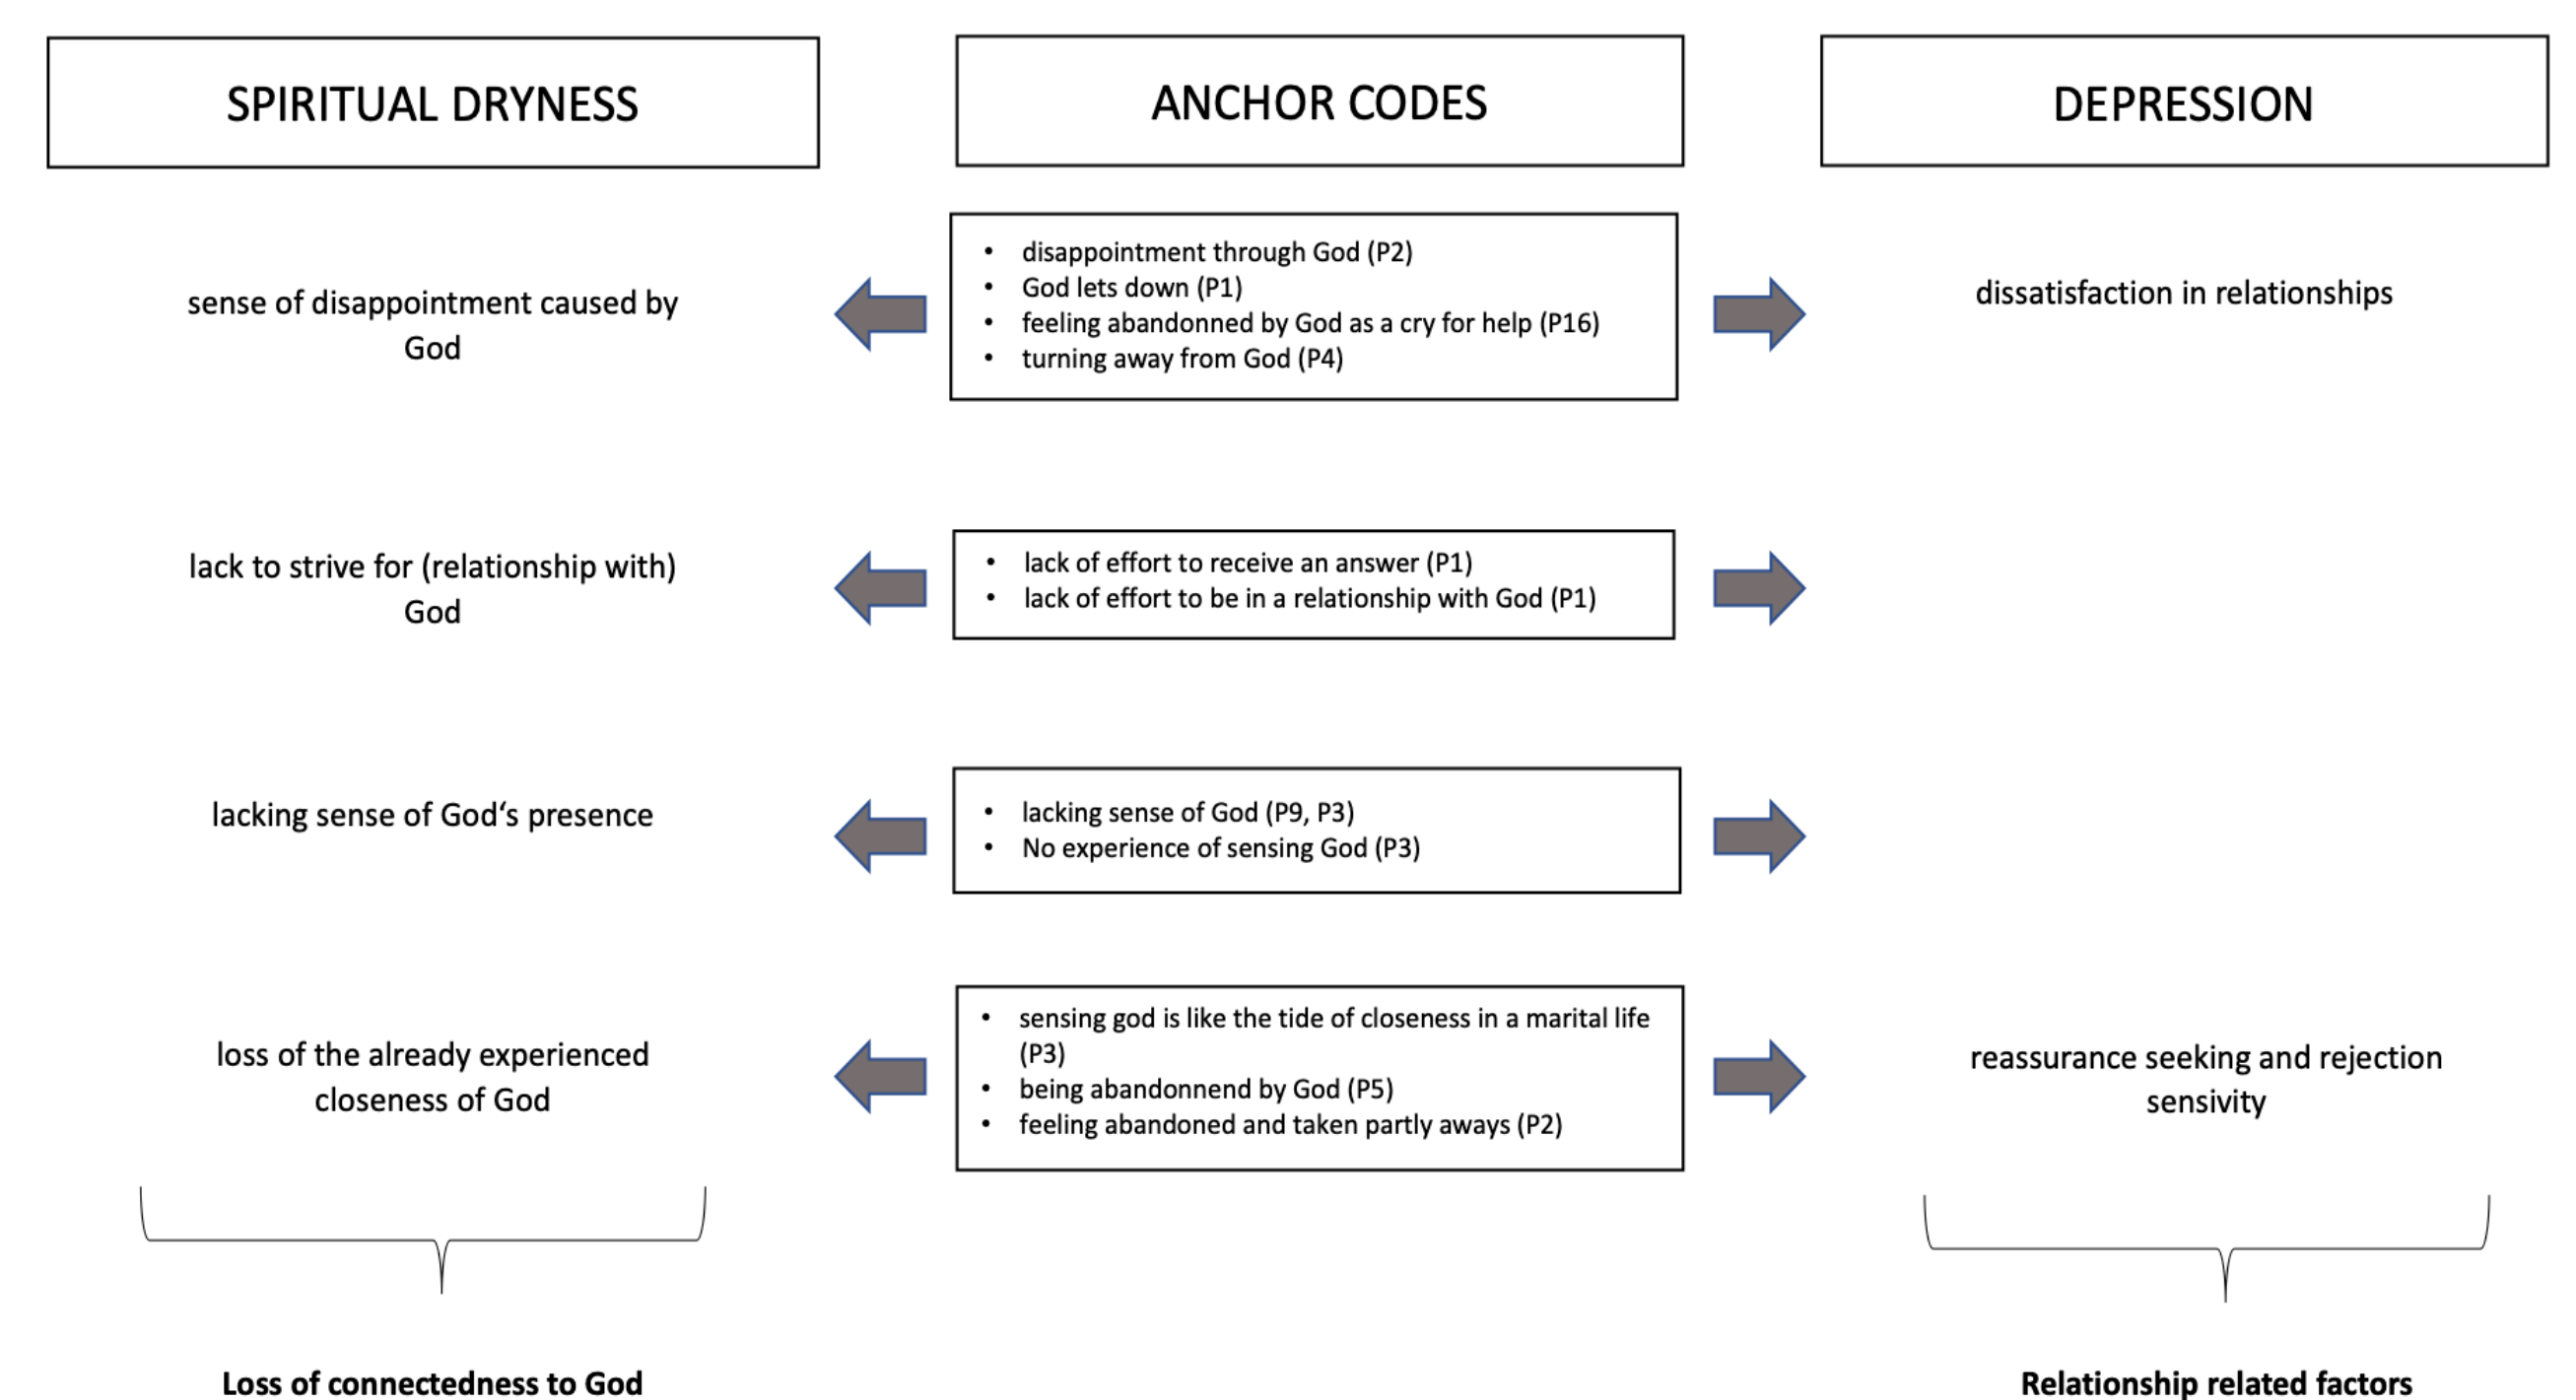 SPIRITUAL DRYNESS
ANCHOR CODES
DEPRESSION
sense of disappointment caused by
God
• disappointment through God (P2)
• God lets down (P1)
• feeling abandonned by God as a cry for help (P16)
• turning away from God (P4)
dissatisfaction in relationships
lack to strive for (relationship with)
God
• lack of effort to receive an answer (P1)
• lack of effort to be in a relationship with God (P1)
lacking sense of God‘s presence
• lacking sense of God (P9, P3)
• No experience of sensing God (P3)
loss of the already experienced
closeness of God
• sensing god is like the tide of closeness in a marital life
(P3)
• being abandonnend by God (P5)
• feeling abandoned and taken partly aways (P2)
reassurance seeking and rejection
sensivity
Loss of connectedness to God
Relationship related factors